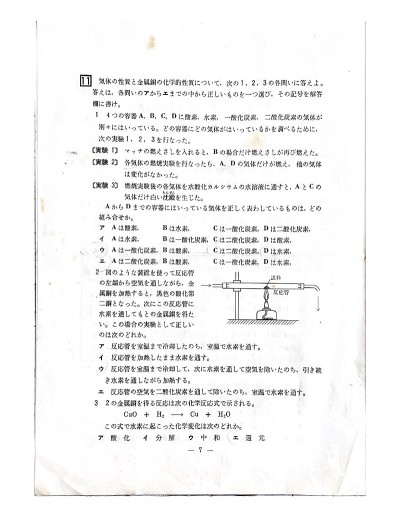 11 気体の性質と金属銅の化学的性質について、次の1、2、3の各問いに答えよ。
答えは、各問いのアからエまでの中から正しいものを一つ選び、その記号を解答
欄に書け。
1 4つの容器A、B、C、Dに酸素、水素、一酸化炭素、二酸化炭素の気体が
別々にはいっている。どの容器にどの気体がはいっているかを調べるために、
次の実験1、2、3を行なった。
〔実験 1〕 マッチの燃えさしを入れると、Bの場合だけ燃えさしが再び燃えた。
〔実験 2〕 各気体の燃焼実験を行なったら、A、Dの気体だけが燃え、他の気体
は変化がなかった。
〔実験 3〕 燃焼実験後の各気体を水酸化カルシウムの水溶液に通すと、AとCの
気体だけ白い沈殿を生じた。
AからDまでの容器にはいっている気体を正しく表わしているものは、どの
組み合せか。
ア Aは酸素、 Bは水素、 Cは一酸化炭素、Dは二酸化炭素、
イ Aは水素、 Bは一酸化炭素、Cは二酸化炭素、Dは酸素、
ウ Aは一酸化炭素、Bは酸素、 Cは二酸化炭素、Dは水素、
エ Aは二酸化炭素、Bは酸素、 Cは一酸化炭素、Dは水素、
2 図のような装置を使って反応管
の左端から空気を通しながら、金
属銅を加熱すると、黒色の酸化第
二銅となった。次にこの反応管に
水素を通してもとの金属銅を得た
い。この場合の実験として正しい
のは次のどれか。
反応管
ア 反応管を室温まで冷却したのち、室温で水素を通す。
イ 反応管を加熱したまま水素を通す。
ウ 反応管を室温まで冷却して、次に水素を通して空気を除いたのち、引き続
き水素を通しながら加熱する。
エ 反応管の空気を二酸化炭素を通して除いたのち、室温で水素を通す。
3 2の金属銅を得る反応は次の化学反応式で示される。
CuO + H₂ → Cu + H₂O
この式で水素に起こった化学変化は次のどれか。
ア 酸化 イ 分解 ウ 中和 エ 還元
— 7 —